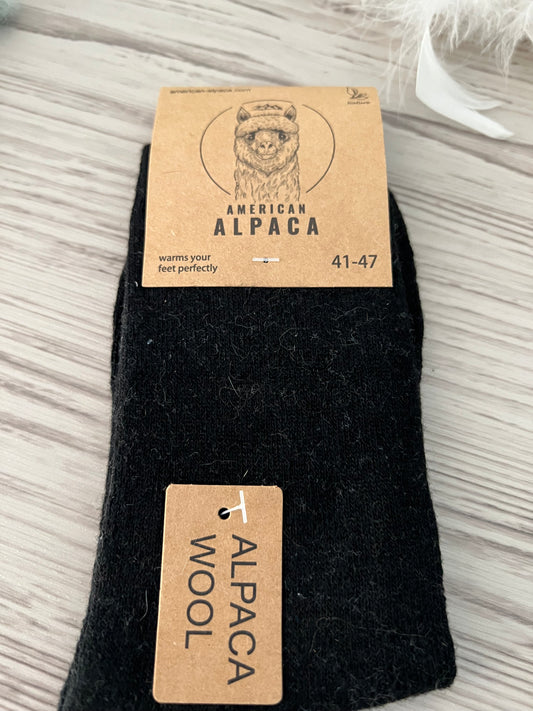 american-alpaca.com
AMERICAN
ALPACA
warms your
feet perfectly
41-47
ALPACA
WOOL